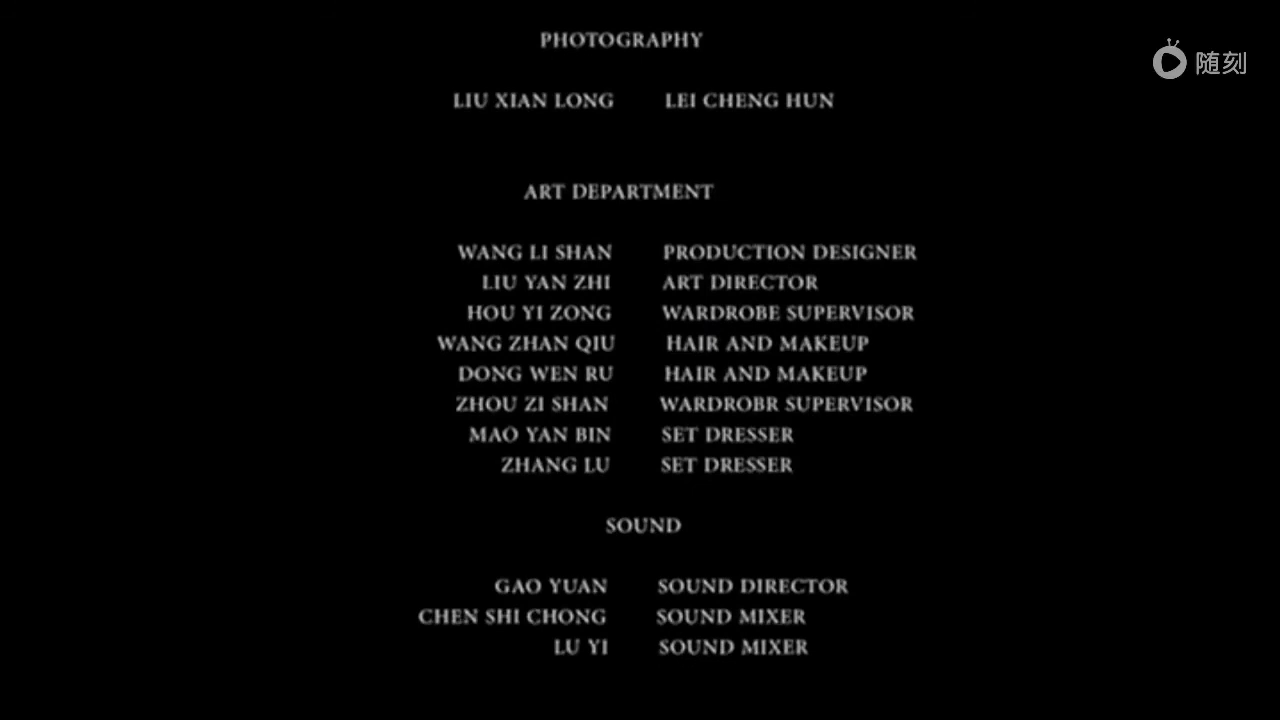 PHOTOGRAPHY
随刻
LIU XIAN LONG LEI CHENG HUN
ART DEPARTMENT
WANG LI SHAN PRODUCTION DESIGNER
LIU YAN ZHI ART DIRECTOR
HOU YI ZONG WARDROBE SUPERVISOR
WANG ZHAN QIU HAIR AND MAKEUP
DONG WEN RU HAIR AND MAKEUP
ZHOU ZI SHAN WARDROBR SUPERVISOR
MAO YAN BIN SET DRESSER
ZHANG LU SET DRESSER
SOUND
GAO YUAN SOUND DIRECTOR
CHEN SHI CHONG SOUND MIXER
LU YI SOUND MIXER